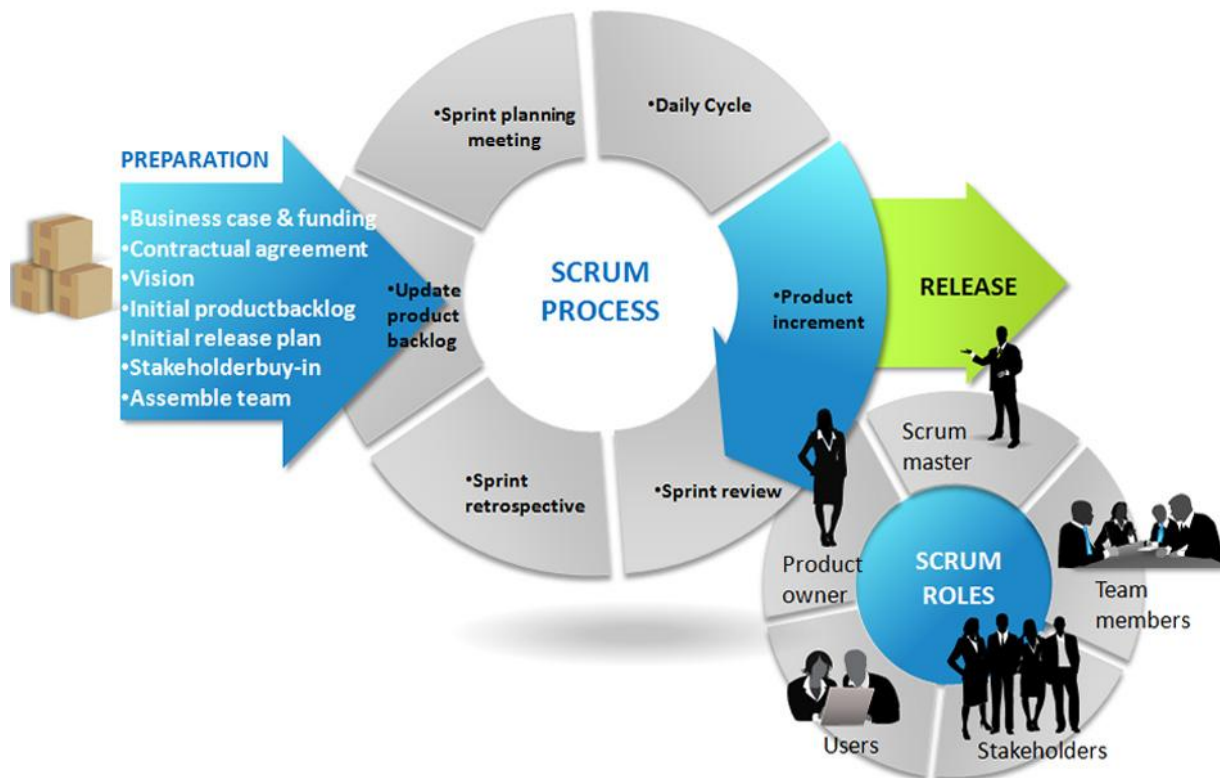 PREPARATION
•Business case & funding
•Contractual agreement
•Vision
•Initial productbacklog
•Initial release plan
•Stakeholderbuy-in
•Assemble team
•Sprint planning
meeting
•Daily Cycle
•Update
product
backlog
SCRUM
PROCESS
•Product
increment
RELEASE
•Sprint
retrospective
•Sprint review
Scrum
master
Product
owner
SCRUM
ROLES
Team
members
Users
Stakeholders